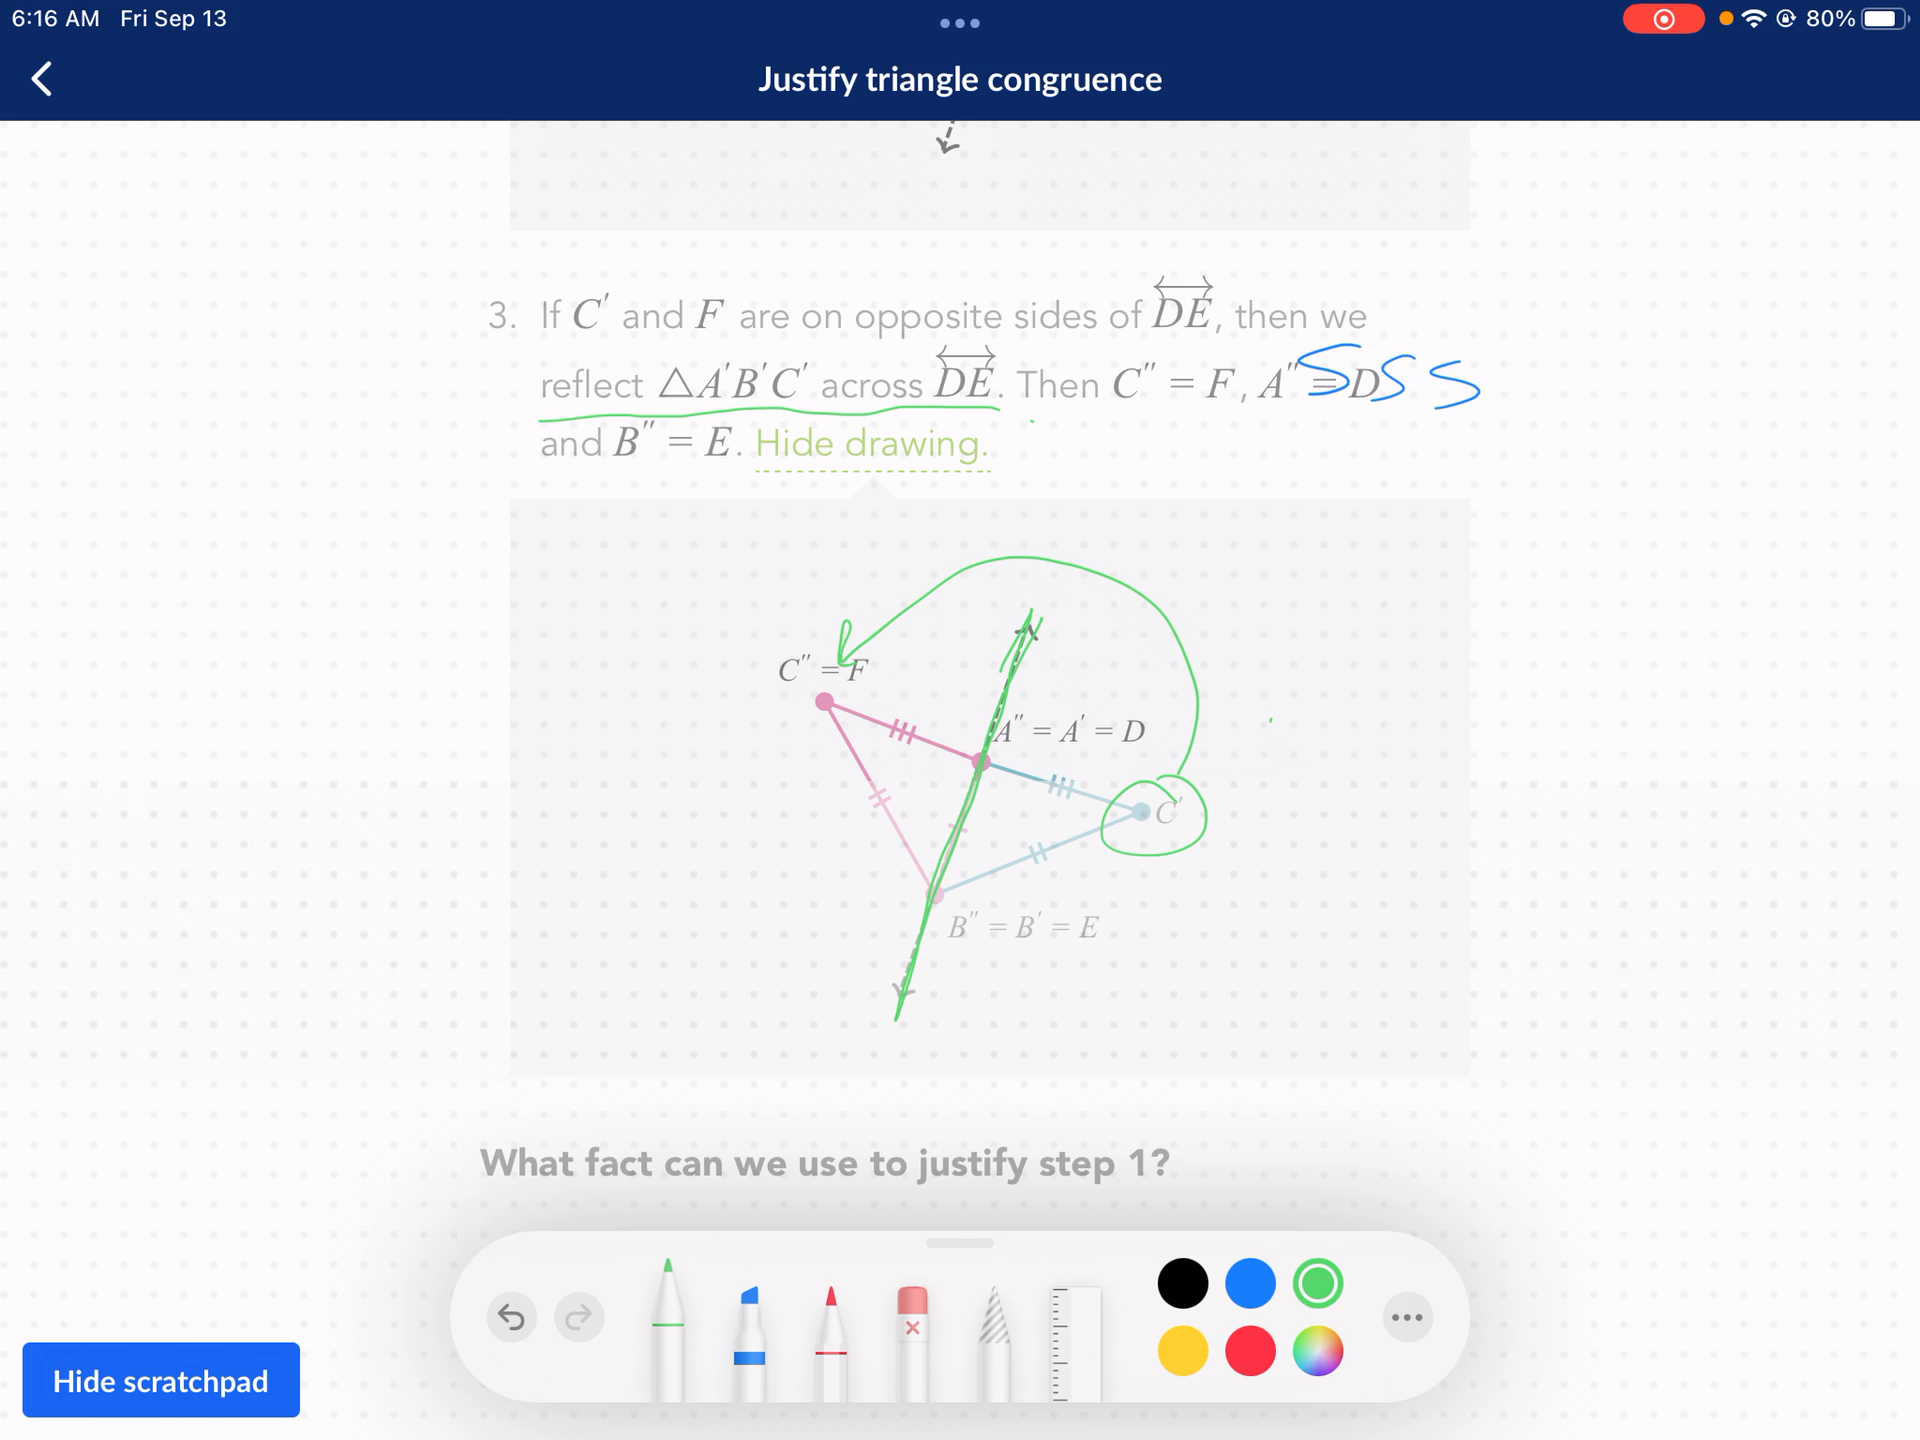 6:16 AM Fri Sep 13
80%
Justify triangle congruence
3. If C′ and F are on opposite sides of DE, then we
reflect △A′B′C′ across DE. Then C″ = F, A″ = D
SSS
and B″ = E. Hide drawing.
C″ = F
A″ = A′ = D
C′
B″ = B′ = E
What fact can we use to justify step 1?
Hide scratchpad